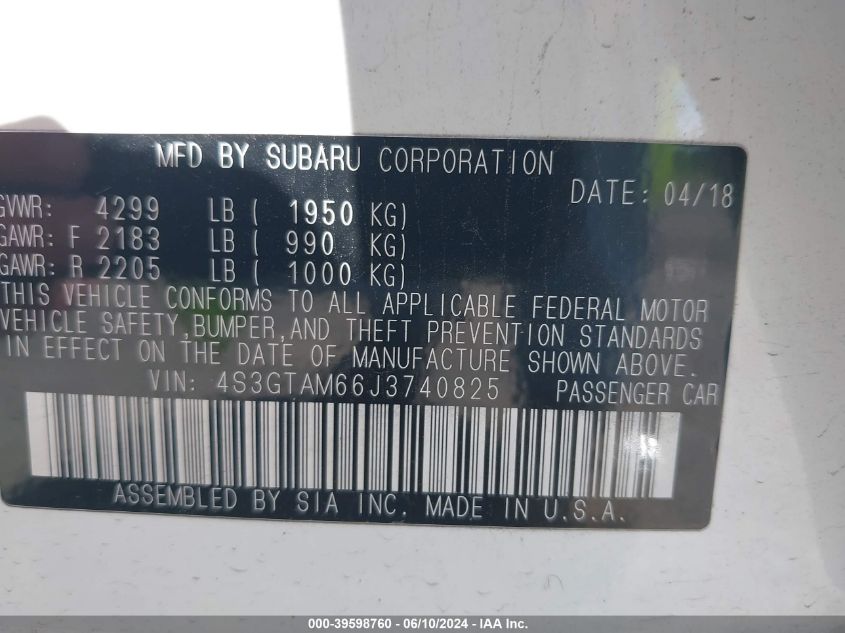 MFD BY SUBARU CORPORATION
DATE: 04/18
GVWR: 4299 LB ( 1950 KG)
GAWR: F 2183 LB ( 990 KG)
GAWR: R 2205 LB ( 1000 KG)
THIS VEHICLE CONFORMS TO ALL APPLICABLE FEDERAL MOTOR
VEHICLE SAFETY, BUMPER, AND THEFT PREVENTION STANDARDS
IN EFFECT ON THE DATE OF MANUFACTURE SHOWN ABOVE.
VIN: 4S3GTAM66J3740825 PASSENGER CAR
ASSEMBLED BY SIA INC. MADE IN U.S.A.
000-39598760 - 06/10/2024 - IAA Inc.